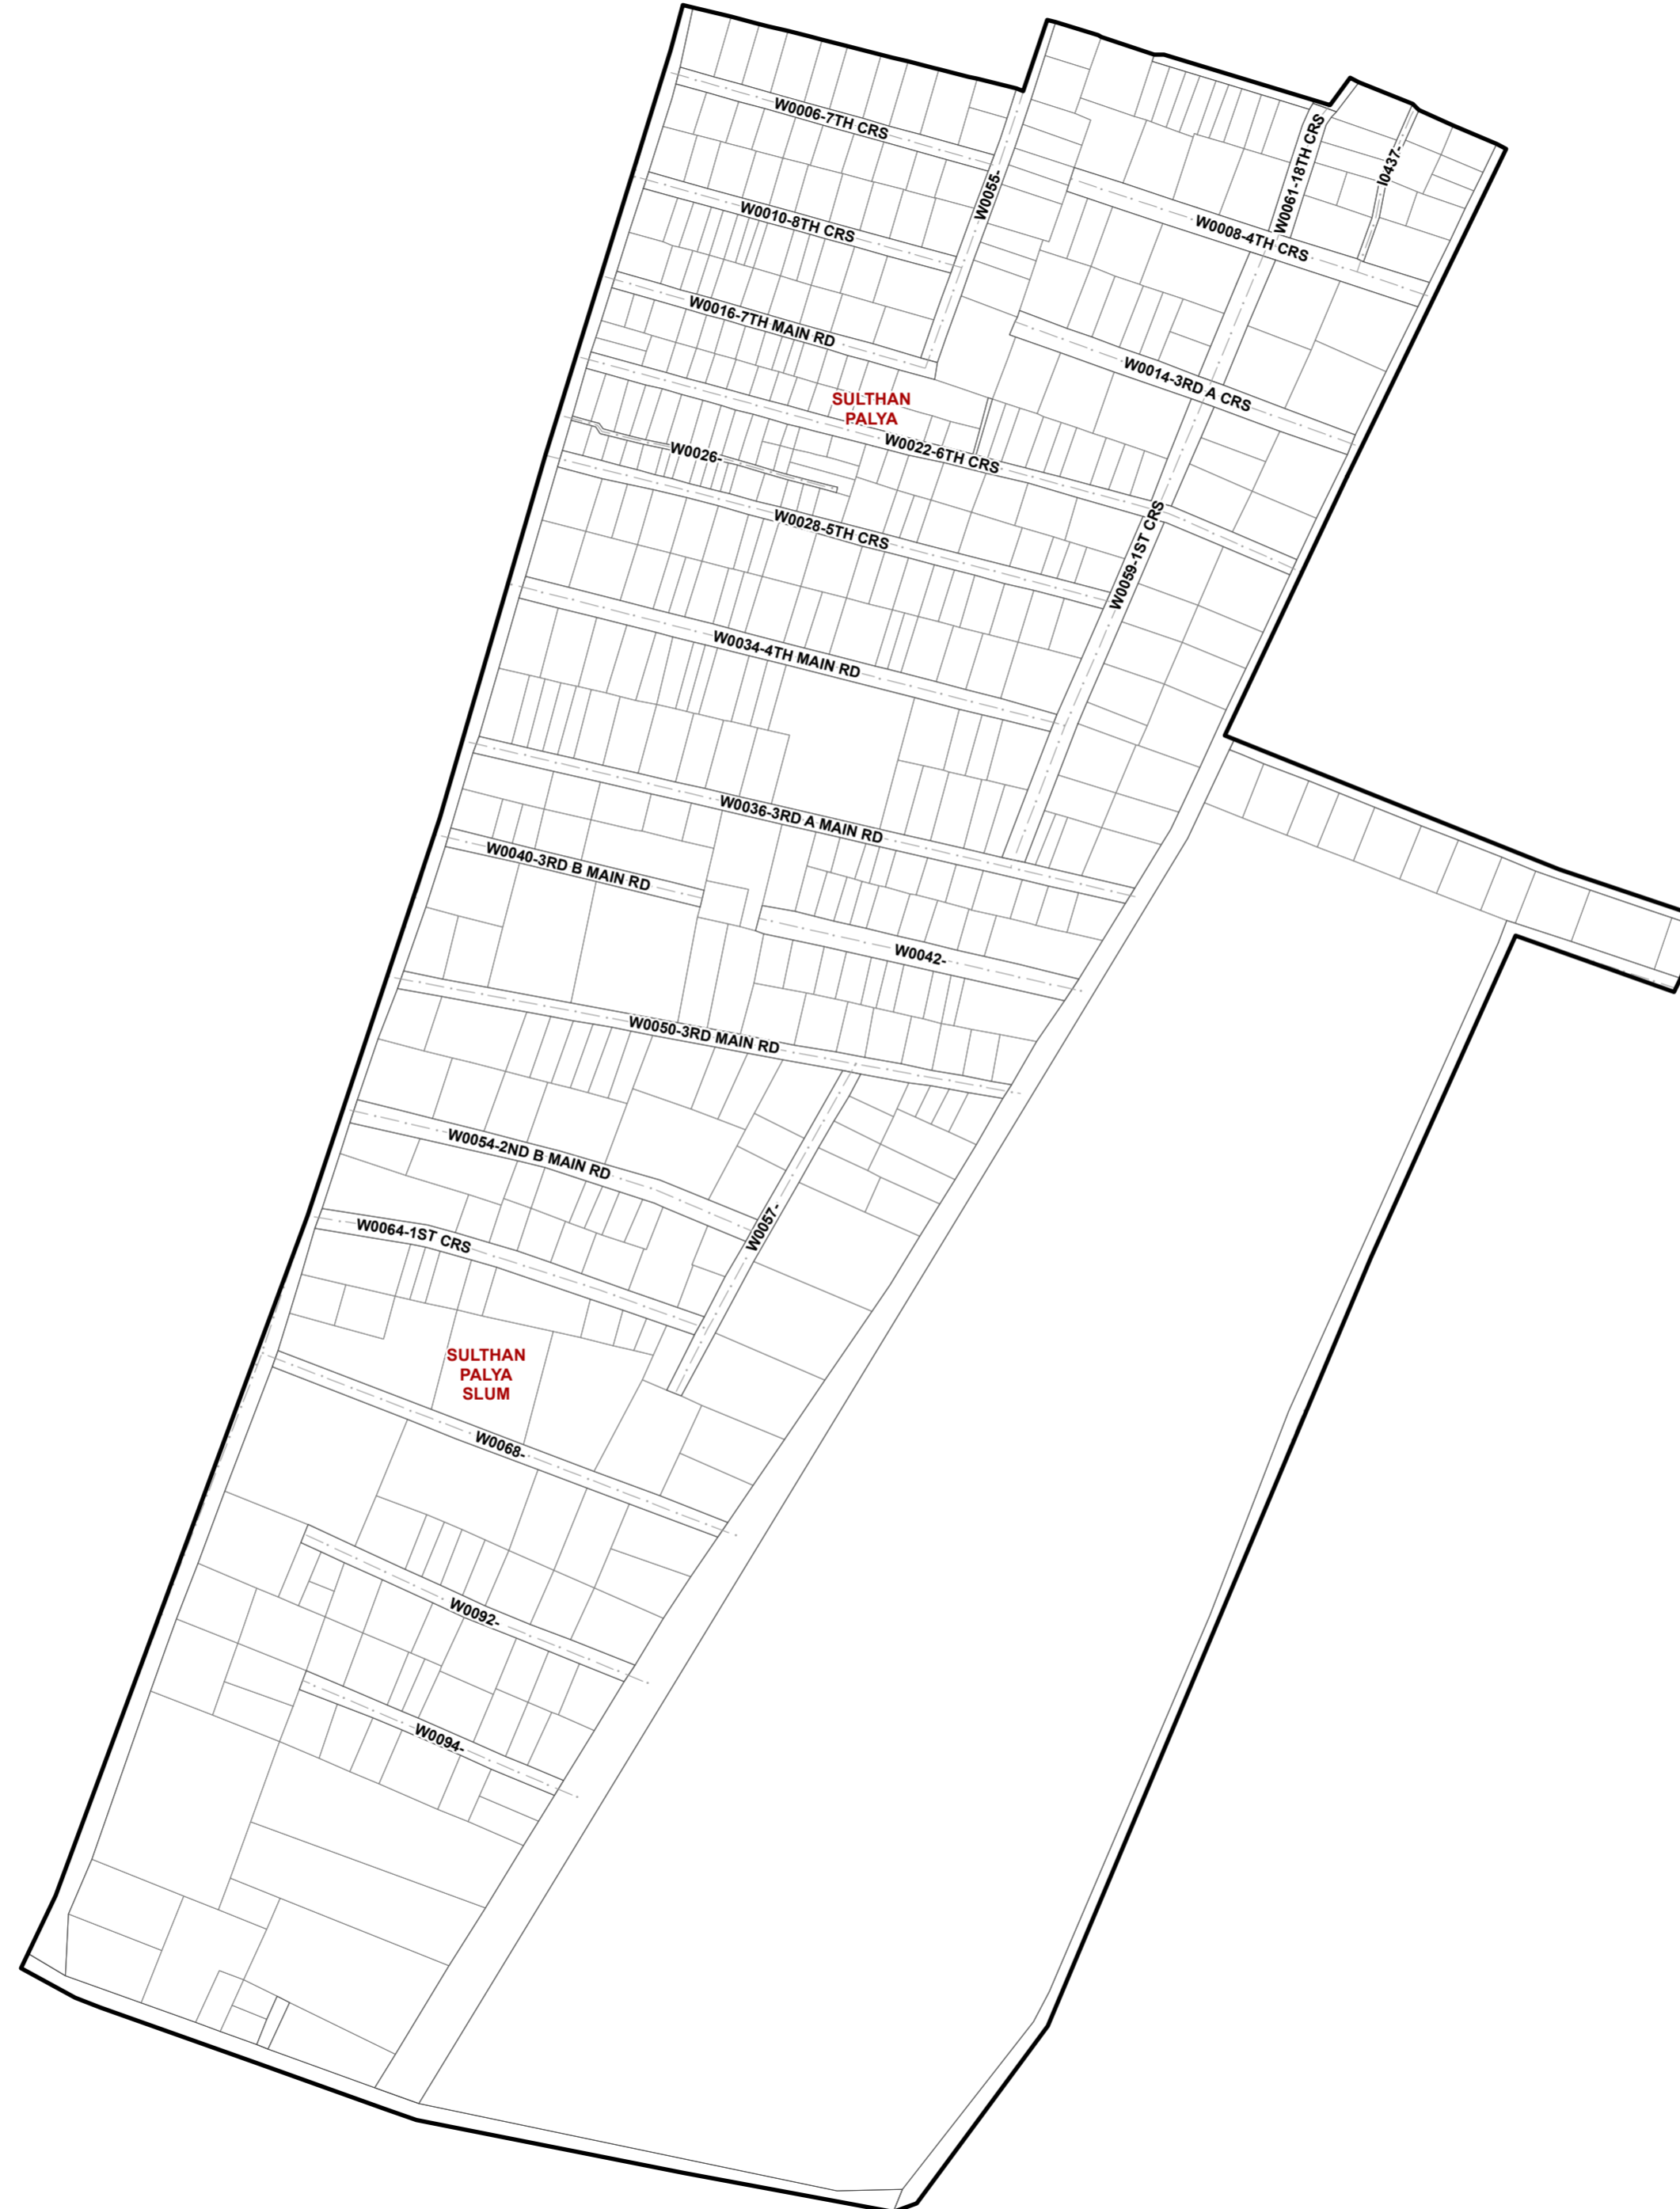 W0006-7TH CRS
W0061-18TH CRS
I0437-
W0055-
W0010-8TH CRS
W0008-4TH CRS
W0016-7TH MAIN RD
W0014-3RD A CRS
SULTHAN
PALYA
W0022-6TH CRS
W0026-
W0028-5TH CRS
W0059-1ST CRS
W0034-4TH MAIN RD
W0036-3RD A MAIN RD
W0040-3RD B MAIN RD
W0042-
W0050-3RD MAIN RD
W0054-2ND B MAIN RD
W0057-
W0064-1ST CRS
SULTHAN
PALYA
SLUM
W0068-
W0092-
W0094-